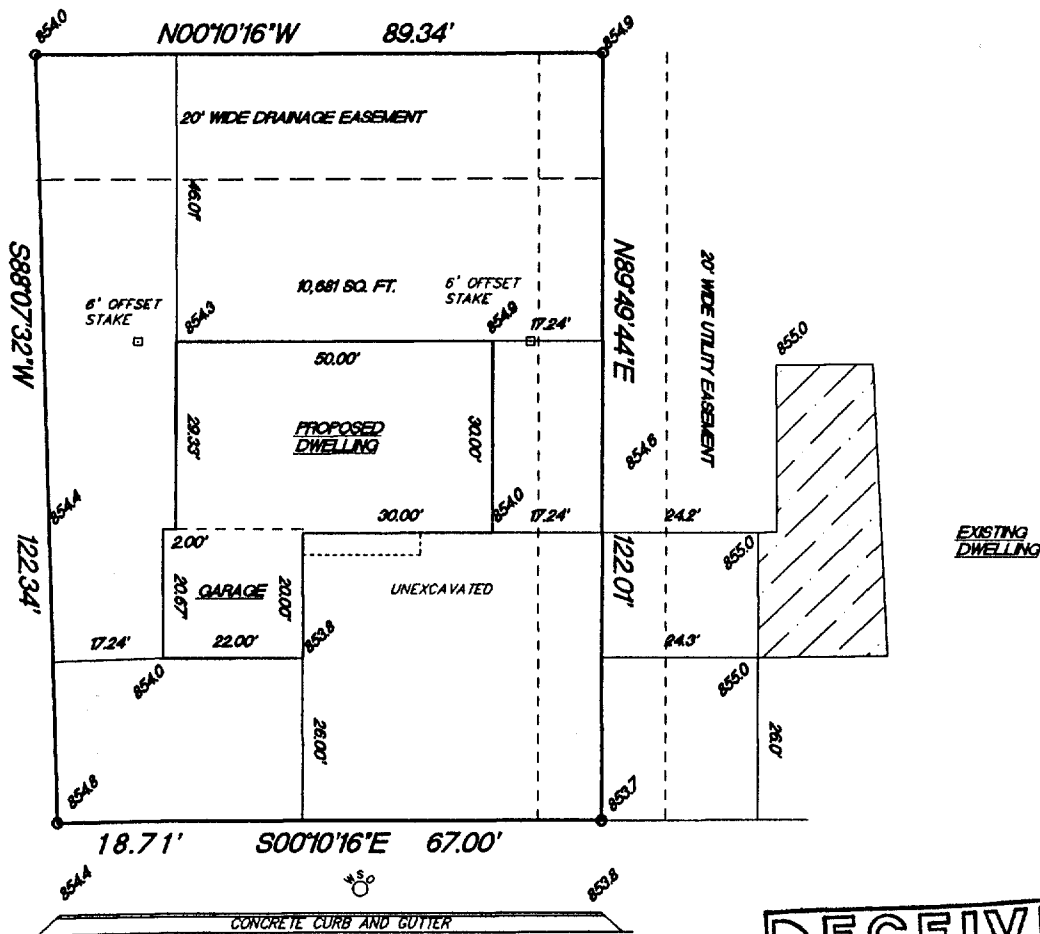 854.0
N00°10'16"W 89.34'
854.9
20' WIDE DRAINAGE EASEMENT
46.01'
S88°07'32"W
122.34'
N89°49'44"E
122.01'
20' WIDE UTILITY EASEMENT
10,681 SQ. FT.
6' OFFSET
STAKE
6' OFFSET
STAKE
854.3
854.9
17.24'
855.0
50.00'
29.33'
PROPOSED
DWELLING
30.00'
854.6
854.4
854.0
30.00'
17.24'
24.2'
EXISTING
DWELLING
2.00'
855.0
20.67'
GARAGE
20.00'
UNEXCAVATED
17.24'
22.00'
853.8
24.3'
854.0
855.0
26.00'
26.0'
854.8
853.7
18.71' S00°10'16"E 67.00'
854.4
WSO
853.8
CONCRETE CURB AND GUTTER